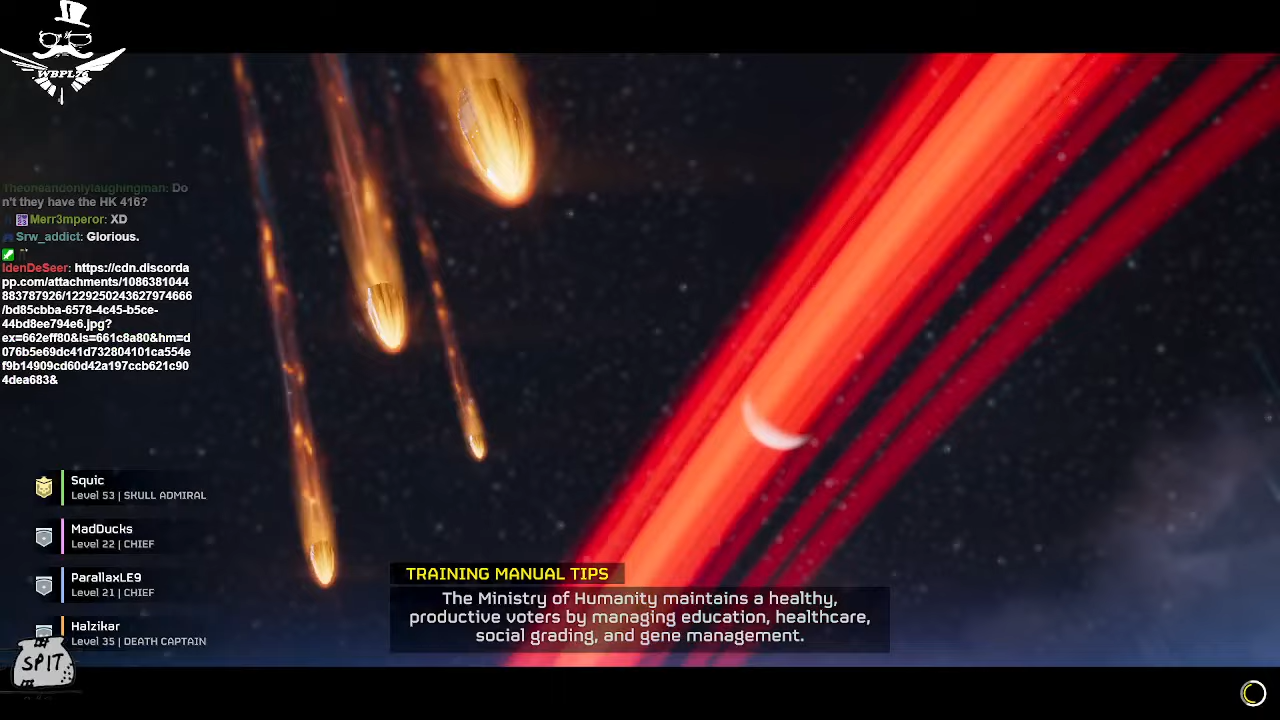 WBPL76
Theoneandonlylaughingman: Do
n't they have the HK 416?
Merr3mperor: XD
Srw_addict: Glorious.
IdenDeSeer: https://cdn.discorda
pp.com/attachments/1086381044
883787926/1229250243627974666
/bd85cbba-6578-4c45-b5ce-
44bd8ee794e6.jpg?
ex=662eff80&is=661c8a80&hm=d
076b5e69dc41d732804101ca554e
f9b14909cd60d42a197ccb621c90
4dea683&
Squic
Level 53 | SKULL ADMIRAL
MadDucks
Level 22 | CHIEF
ParallaxLE9
Level 21 | CHIEF
Halzikar
Level 35 | DEATH CAPTAIN
SPIT
TRAINING MANUAL TIPS
The Ministry of Humanity maintains a healthy,
productive voters by managing education, healthcare,
social grading, and gene management.